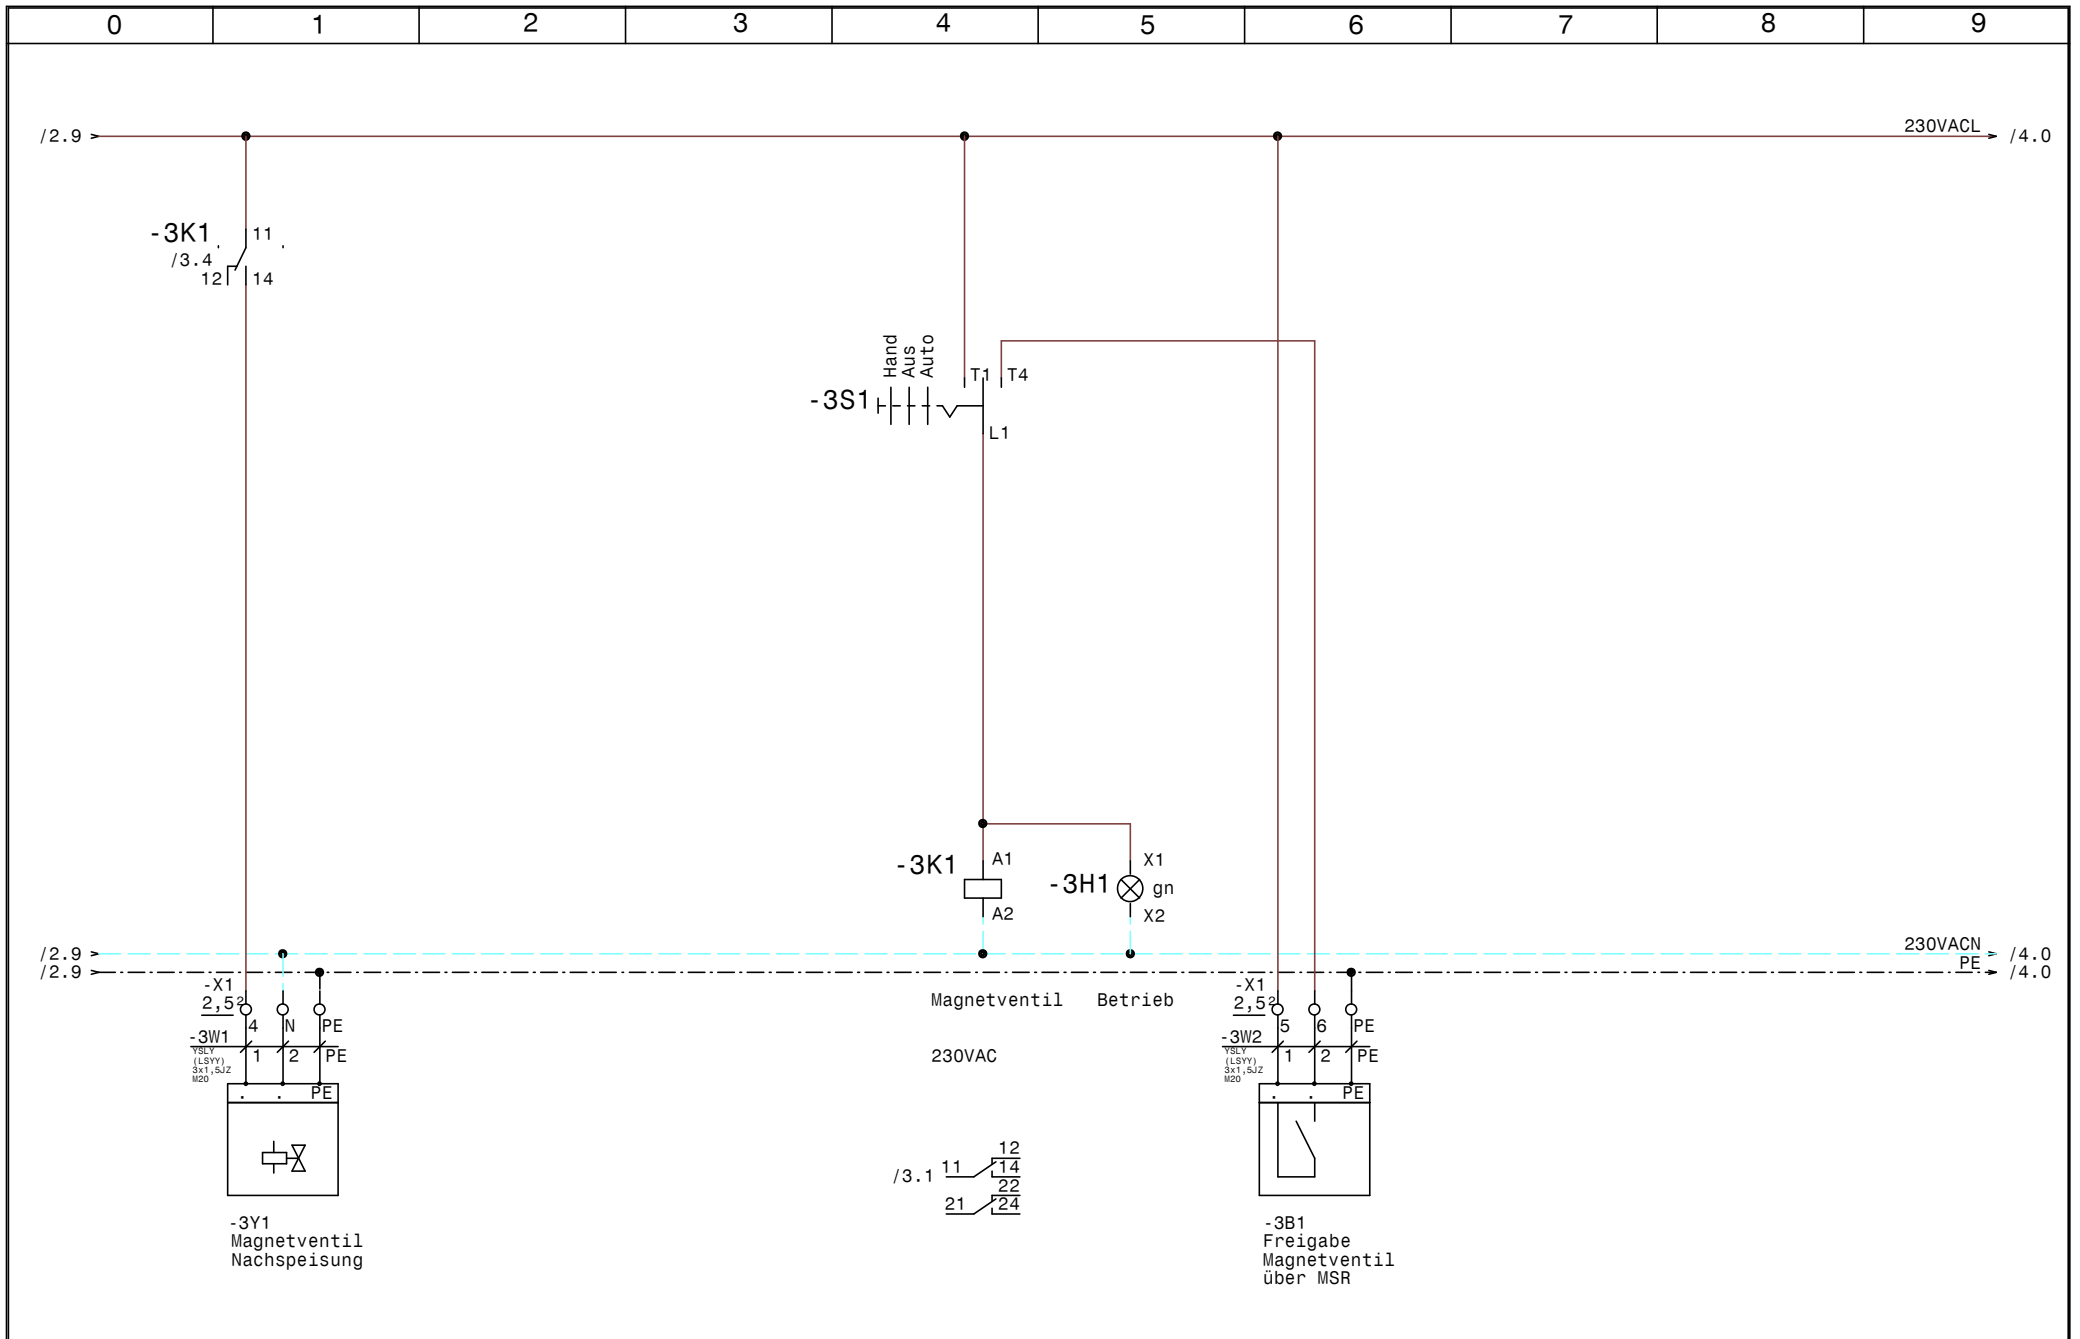 0 1 2 3 4 5 6 7 8 9
/2.9 230VACL /4.0
-3K1 11
/3.4
12 14
Hand
Aus
Auto
T1 T4
-3S1
L1
-3K1 A1
A2
-3H1 X1
gn
X2
/2.9 230VACN /4.0
/2.9 PE /4.0
-X1
2,5²
4 N PE
-3W1
YSLY
(LSYY)
3x1,5JZ
M20
1 2 PE
PE
-3Y1
Magnetventil
Nachspeisung
Magnetventil Betrieb
230VAC
12
/3.1 11 14
22
21 24
-X1
2,5²
5 6 PE
-3W2
YSLY
(LSYY)
3x1,5JZ
M20
1 2 PE
PE
-3B1
Freigabe
Magnetventil
über MSR